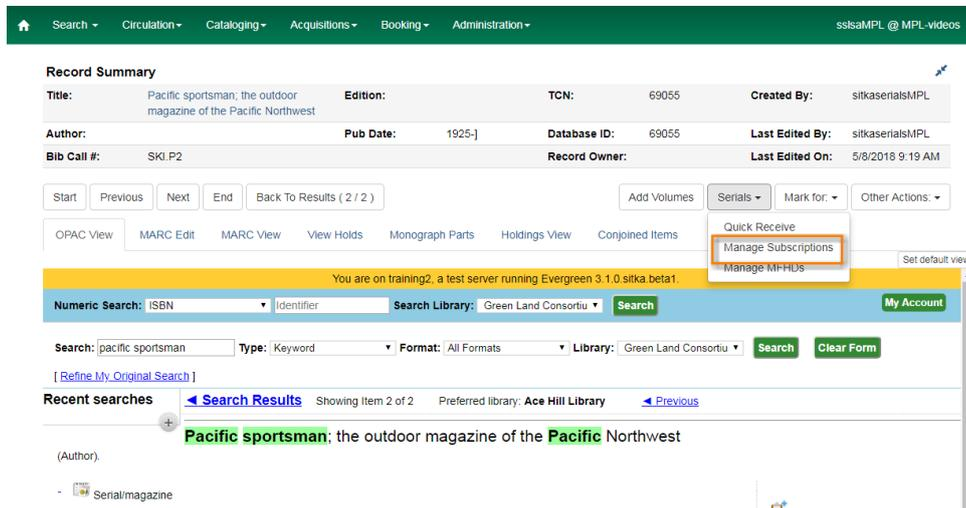 Search Circulation Cataloging Acquisitions Booking Administration sslsaMPL @ MPL-videos
Record Summary
Title: Pacific sportsman; the outdoor magazine of the Pacific Northwest Edition: TCN: 69055 Created By: sitkaserialsMPL
Author: Pub Date: 1925-] Database ID: 69055 Last Edited By: sitkaserialsMPL
Bib Call #: SKI.P2 Record Owner: Last Edited On: 5/8/2018 9:19 AM
Start Previous Next End Back To Results ( 2 / 2 ) Add Volumes Serials Mark for: Other Actions:
Quick Receive
Manage Subscriptions
Manage MFHDs
OPAC View MARC Edit MARC View View Holds Monograph Parts Holdings View Conjoined Items
Set default view
You are on training2, a test server running Evergreen 3.1.0.sitka.beta1.
Numeric Search: ISBN Identifier Search Library: Green Land Consortiu Search My Account
Search: pacific sportsman Type: Keyword Format: All Formats Library: Green Land Consortiu Search Clear Form
[ Refine My Original Search ]
Recent searches ◄ Search Results Showing Item 2 of 2 Preferred library: Ace Hill Library ◄ Previous
+
Pacific sportsman; the outdoor magazine of the Pacific Northwest
(Author).
- Serial/magazine